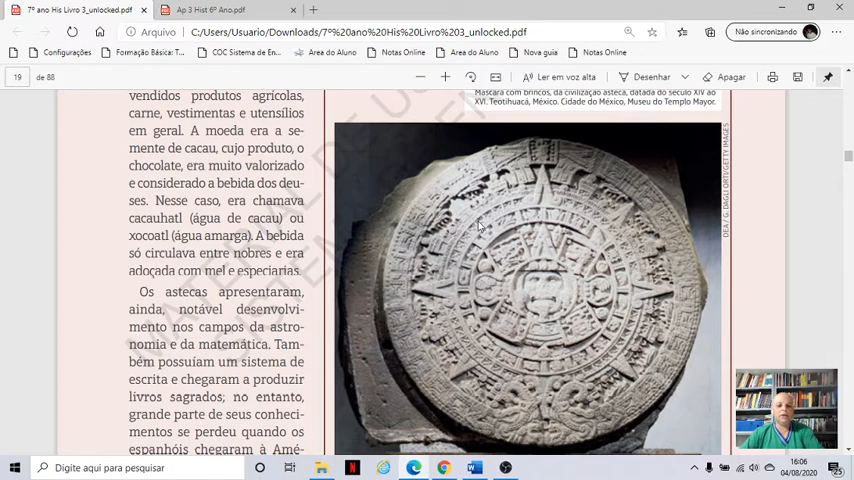 7º ano His Livro 3_unlocked.pdf
Ap 3 Hist 6º Ano.pdf
Arquivo
C:/Users/Usuario/Downloads/7º%20ano%20His%20Livro%203_unlocked.pdf
Não sincronizando
Configurações
Formação Básica: T...
COC Sistema de En...
Area do Aluno
Notas Online
Area do Aluno
Nova guia
Notas Online
19
de 88
Ler em voz alta
Desenhar
Apagar
vendidos produtos agrícolas,
carne, vestimentas e utensílios
em geral. A moeda era a se-
mente de cacau, cujo produto, o
chocolate, era muito valorizado
e considerado a bebida dos deu-
ses. Nesse caso, era chamava
cacauhatl (água de cacau) ou
xocoatl (água amarga). A bebida
só circulava entre nobres e era
adoçada com mel e especiarias.
Os astecas apresentaram,
ainda, notável desenvolvi-
mento nos campos da astro-
nomia e da matemática. Tam-
bém possuíam um sistema de
escrita e chegaram a produzir
livros sagrados; no entanto,
grande parte de seus conheci-
mentos se perdeu quando os
espanhóis chegaram à Amé-
Máscara com brincos, da civilização asteca, datada do século XIV ao
XVI. Teotihuacá, México. Cidade do México, Museu do Templo Mayor.
DEA / G. DAGLI ORTI/GETTY IMAGES
MATERIAL DE US
SISTEM
Digite aqui para pesquisar
16:06
04/08/2020
25